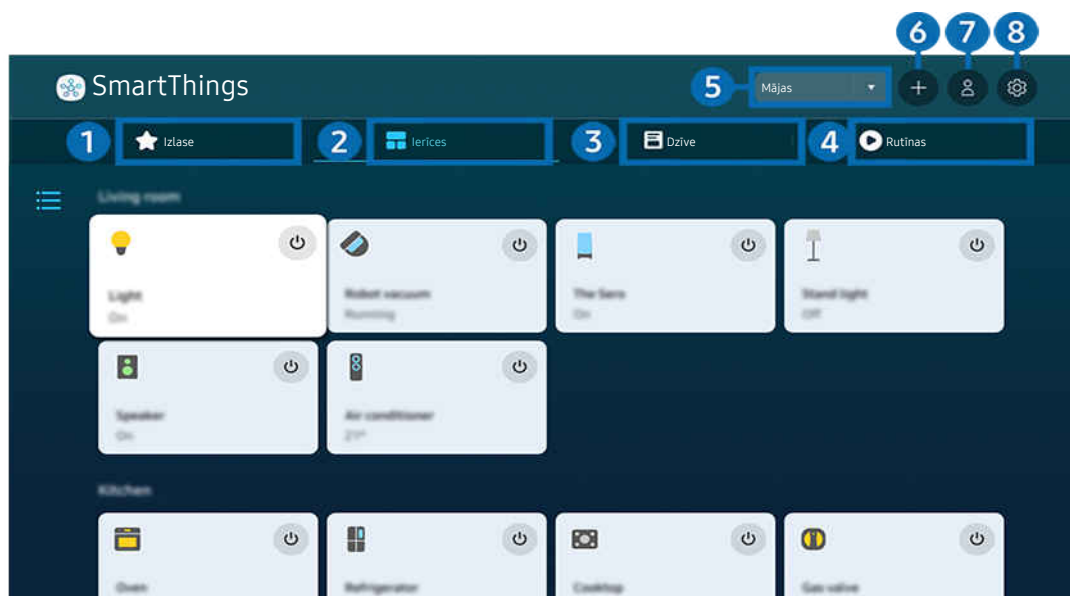 6 7 8
SmartThings
5 Mājas
1 Izlase 2 Ierīces 3 Dzīve 4 Rutīnas
Living room
Light Robot vacuum The Sero Stand light
On Running On Off
Speaker Air conditioner
On 21°
Kitchen
Oven Refrigerator Cooktop Gas valve